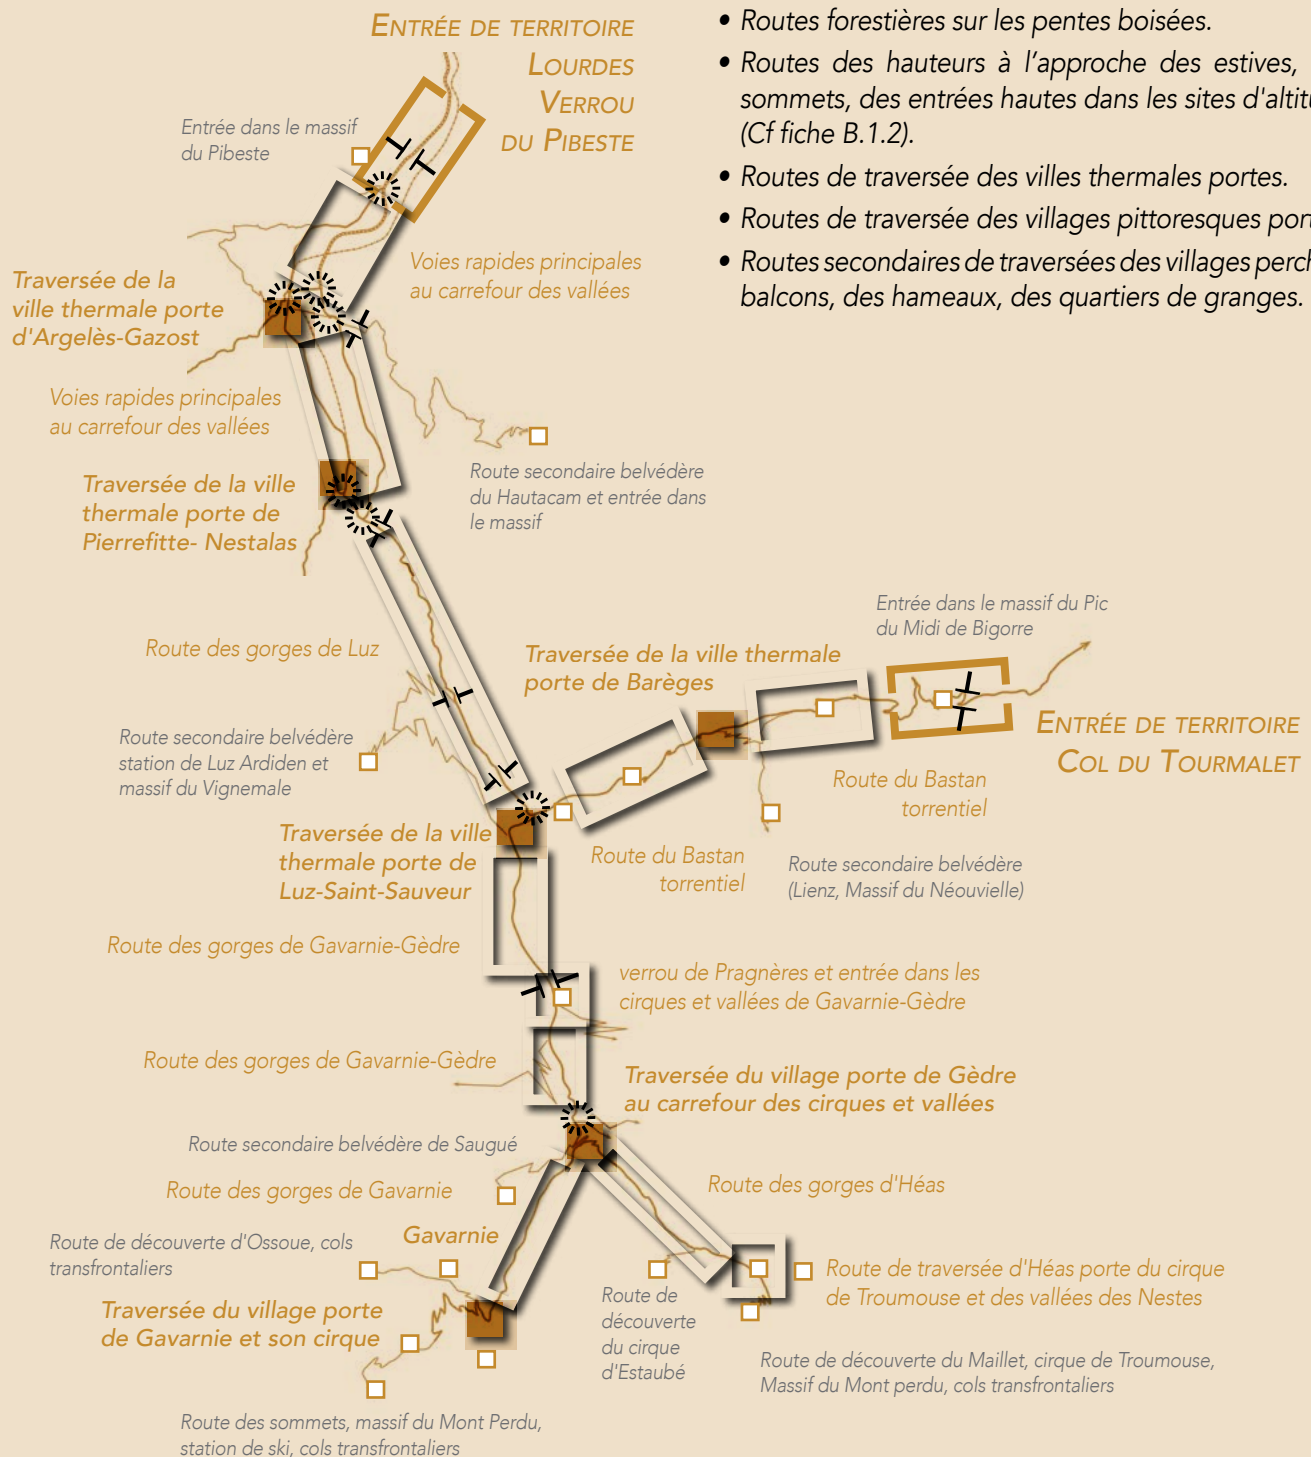 ENTRÉE DE TERRITOIRE
LOURDES
VERROU
DU PIBESTE
• Routes forestières sur les pentes boisées.
• Routes des hauteurs à l'approche des estives,
sommets, des entrées hautes dans les sites d'altitu
(Cf fiche B.1.2).
• Routes de traversée des villes thermales portes.
• Routes de traversée des villages pittoresques por
• Routes secondaires de traversées des villages perch
balcons, des hameaux, des quartiers de granges.
Entrée dans le massif
du Pibeste
Voies rapides principales
au carrefour des vallées
Traversée de la
ville thermale porte
d'Argelès-Gazost
Voies rapides principales
au carrefour des vallées
Route secondaire belvédère
du Hautacam et entrée dans
le massif
Traversée de la ville
thermale porte de
Pierrefitte- Nestalas
Entrée dans le massif du Pic
du Midi de Bigorre
Route des gorges de Luz
Traversée de la ville thermale
porte de Barèges
ENTRÉE DE TERRITOIRE
COL DU TOURMALET
Route secondaire belvédère
station de Luz Ardiden et
massif du Vignemale
Route du Bastan
torrentiel
Traversée de la ville
thermale porte de
Luz-Saint-Sauveur
Route du Bastan
torrentiel
Route secondaire belvédère
(Lienz, Massif du Néouvielle)
Route des gorges de Gavarnie-Gèdre
verrou de Pragnères et entrée dans les
cirques et vallées de Gavarnie-Gèdre
Route des gorges de Gavarnie-Gèdre
Traversée du village porte de Gèdre
au carrefour des cirques et vallées
Route secondaire belvédère de Saugué
Route des gorges de Gavarnie
Route des gorges d'Héas
Gavarnie
Route de découverte d'Ossoue, cols
transfrontaliers
Route de traversée d'Héas porte du cirque
de Troumouse et des vallées des Nestes
Traversée du village porte
de Gavarnie et son cirque
Route de
découverte
du cirque
d'Estaubé
Route de découverte du Maillet, cirque de Troumouse,
Massif du Mont perdu, cols transfrontaliers
Route des sommets, massif du Mont Perdu,
station de ski, cols transfrontaliers